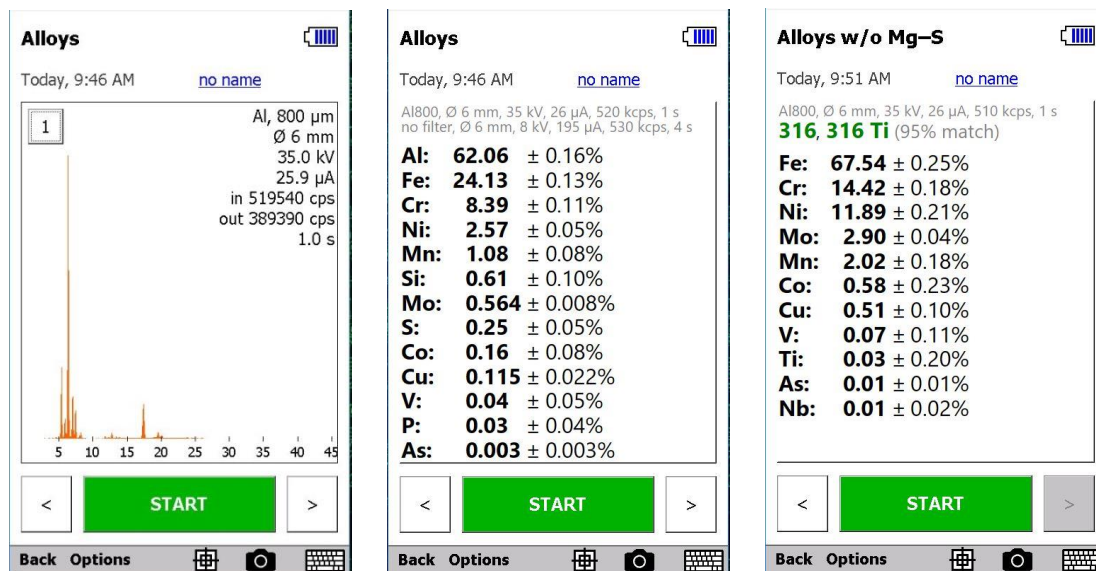 Alloys
Today, 9:46 AM no name
1
Al, 800 µm
Ø 6 mm
35.0 kV
25.9 µA
in 519540 cps
out 389390 cps
1.0 s
5 10 15 20 25 30 35 40 45
< START >
Back Options
Alloys
Today, 9:46 AM no name
Al800, Ø 6 mm, 35 kV, 26 µA, 520 kcps, 1 s
no filter, Ø 6 mm, 8 kV, 195 µA, 530 kcps, 4 s
Al: 62.06 ± 0.16%
Fe: 24.13 ± 0.13%
Cr: 8.39 ± 0.11%
Ni: 2.57 ± 0.05%
Mn: 1.08 ± 0.08%
Si: 0.61 ± 0.10%
Mo: 0.564 ± 0.008%
S: 0.25 ± 0.05%
Co: 0.16 ± 0.08%
Cu: 0.115 ± 0.022%
V: 0.04 ± 0.05%
P: 0.03 ± 0.04%
As: 0.003 ± 0.003%
< START >
Back Options
Alloys w/o Mg–S
Today, 9:51 AM no name
Al800, Ø 6 mm, 35 kV, 26 µA, 510 kcps, 1 s
316, 316 Ti (95% match)
Fe: 67.54 ± 0.25%
Cr: 14.42 ± 0.18%
Ni: 11.89 ± 0.21%
Mo: 2.90 ± 0.04%
Mn: 2.02 ± 0.18%
Co: 0.58 ± 0.23%
Cu: 0.51 ± 0.10%
V: 0.07 ± 0.11%
Ti: 0.03 ± 0.20%
As: 0.01 ± 0.01%
Nb: 0.01 ± 0.02%
< START >
Back Options